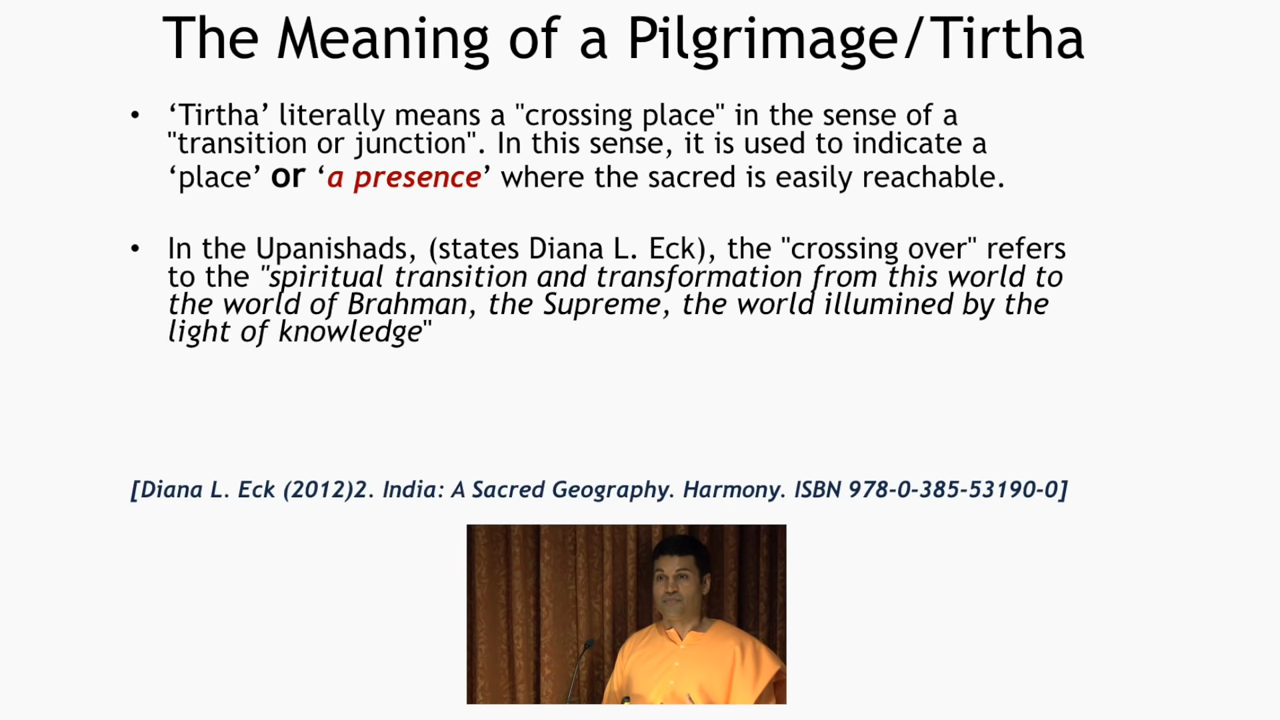 The Meaning of a Pilgrimage/Tirtha
• ‘Tirtha’ literally means a "crossing place" in the sense of a
"transition or junction". In this sense, it is used to indicate a
‘place’ or ‘a presence’ where the sacred is easily reachable.
• In the Upanishads, (states Diana L. Eck), the "crossing over" refers
to the "spiritual transition and transformation from this world to
the world of Brahman, the Supreme, the world illumined by the
light of knowledge"
[Diana L. Eck (2012)2. India: A Sacred Geography. Harmony. ISBN 978-0-385-53190-0]